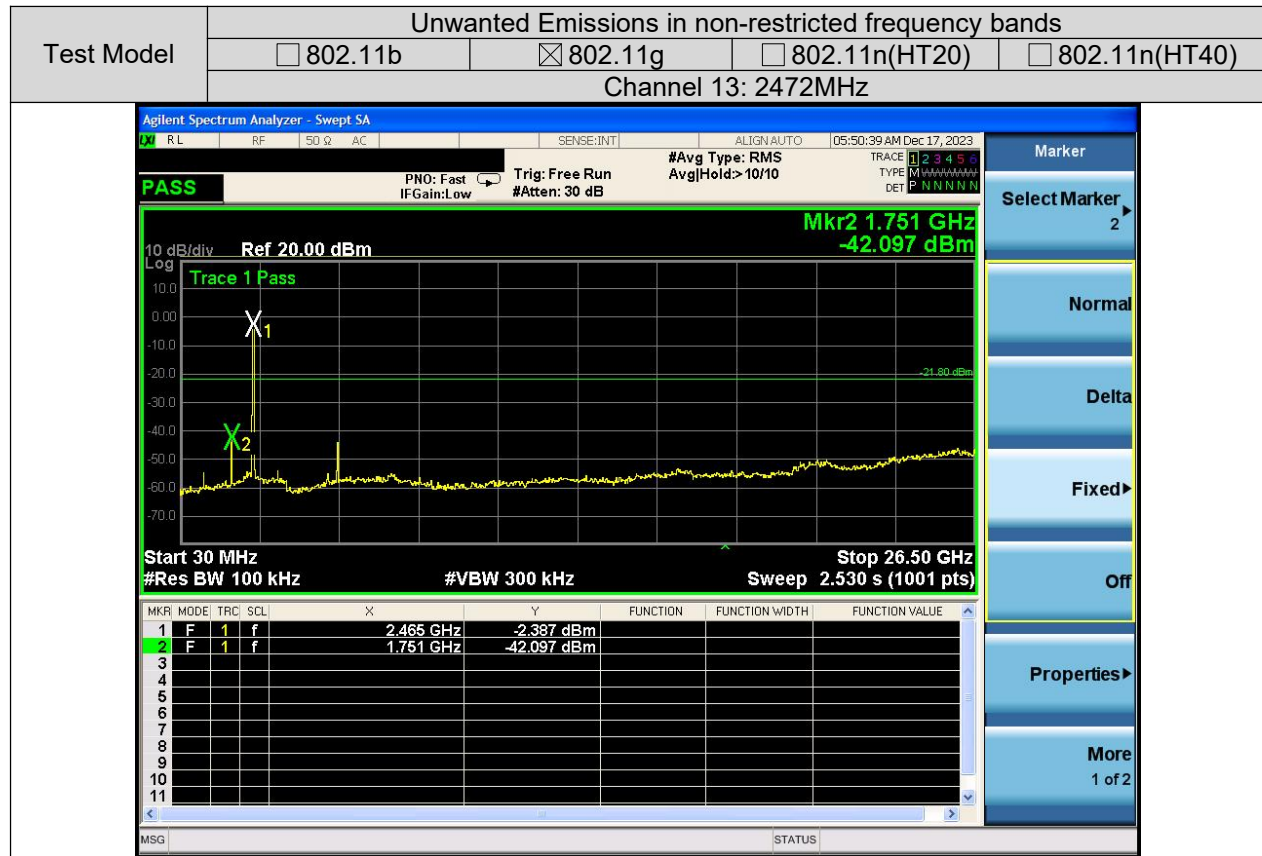 Test Model
Unwanted Emissions in non-restricted frequency bands
☐ 802.11b ☒ 802.11g ☐ 802.11n(HT20) ☐ 802.11n(HT40)
Channel 13: 2472MHz
Agilent Spectrum Analyzer - Swept SA
LXI RL RF 50 Ω AC SENSE:INT ALIGN AUTO 05:50:39 AM Dec 17, 2023
PASS
PNO: Fast
IFGain:Low
Trig: Free Run
#Atten: 30 dB
#Avg Type: RMS
Avg|Hold:>10/10
TRACE 1 2 3 4 5 6
TYPE M
DET P N N N N N
Mkr2 1.751 GHz
-42.097 dBm
10 dB/div Ref 20.00 dBm
Log
Trace 1 Pass
10.0
0.00
-10.0
-20.0
-30.0
-40.0
-50.0
-60.0
-70.0
1
2
-21.80 dBm
Start 30 MHz Stop 26.50 GHz
#Res BW 100 kHz #VBW 300 kHz Sweep 2.530 s (1001 pts)
MKR MODE TRC SCL X Y FUNCTION FUNCTION WIDTH FUNCTION VALUE
1 F 1 f 2.465 GHz -2.387 dBm
2 F 1 f 1.751 GHz -42.097 dBm
3
4
5
6
7
8
9
10
11
MSG STATUS
Marker
Select Marker
2
Normal
Delta
Fixed
Off
Properties
More
1 of 2